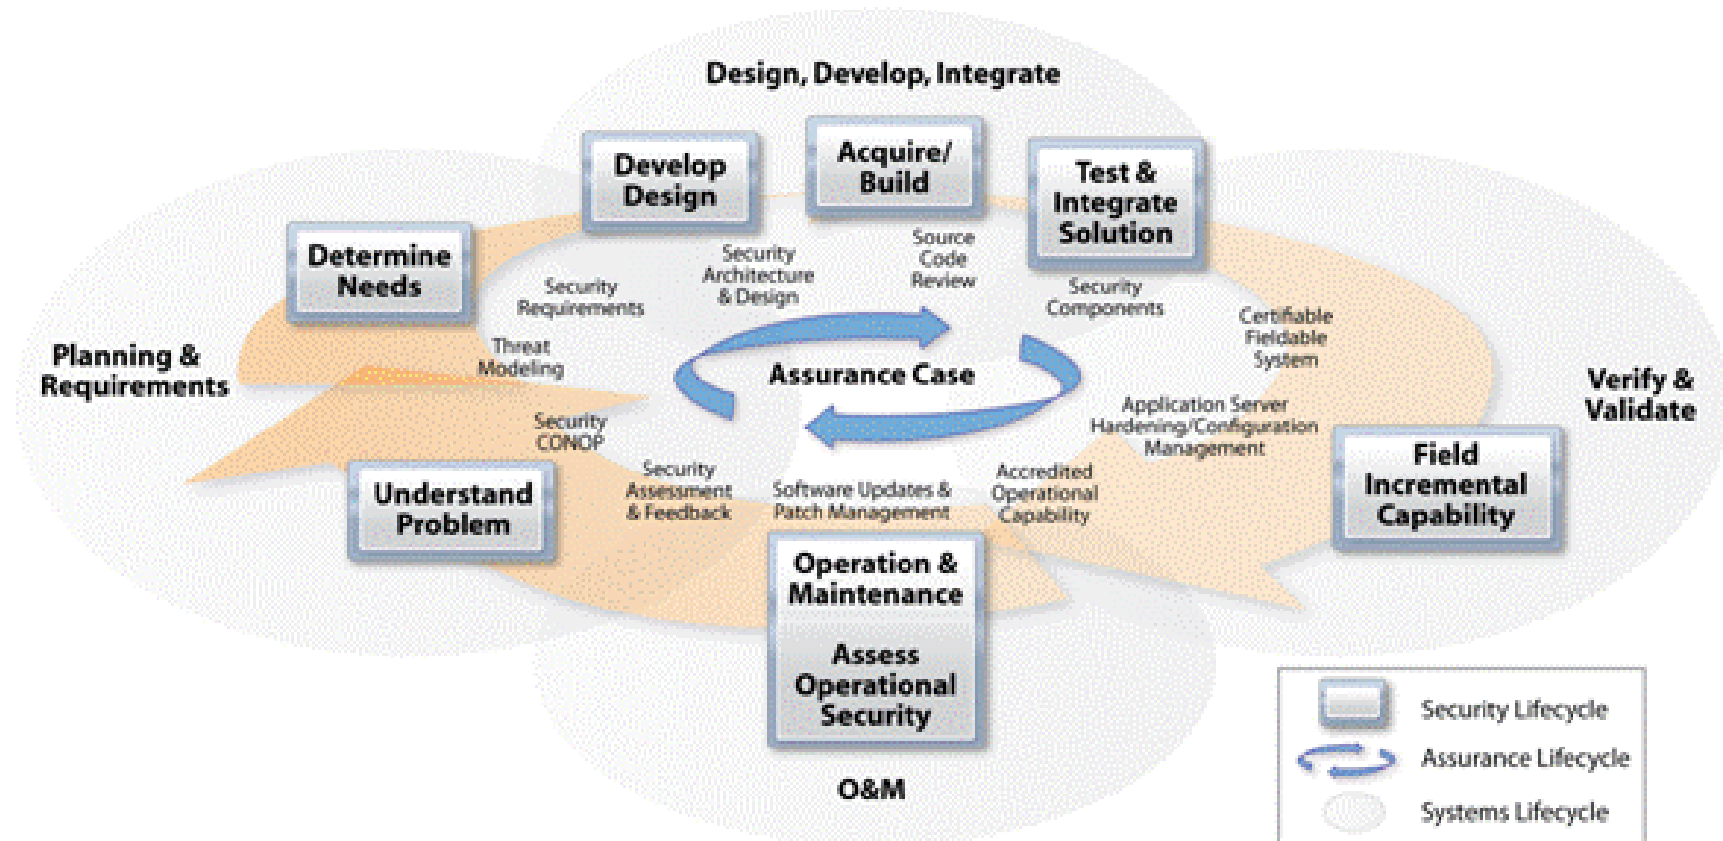 Design, Develop, Integrate
Develop
Design
Acquire/
Build
Test &
Integrate
Solution
Determine
Needs
Security
Requirements
Security
Architecture
& Design
Source
Code
Review
Security
Components
Certifiable
Fieldable
System
Threat
Modeling
Planning &
Requirements
Assurance Case
Verify &
Validate
Security
CONOP
Application Server
Hardening/Configuration
Management
Understand
Problem
Security
Assessment
& Feedback
Software Updates &
Patch Management
Accredited
Operational
Capability
Field
Incremental
Capability
Operation &
Maintenance
Assess
Operational
Security
O&M
Security Lifecycle
Assurance Lifecycle
Systems Lifecycle